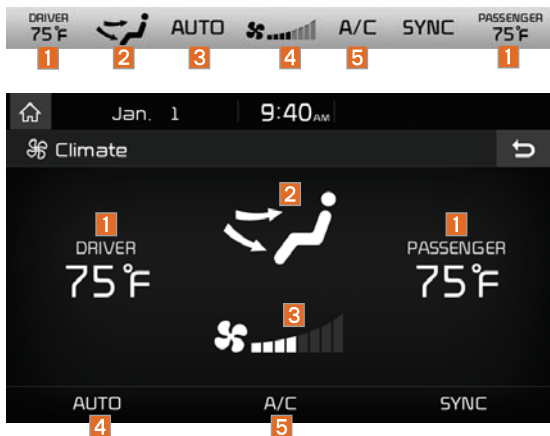 DRIVER AUTO A/C SYNC PASSENGER
75°F 75°F
1 2 3 4 5 1
Jan. 1 9:40AM
Climate
2
1 1
DRIVER PASSENGER
75°F 75°F
3
AUTO A/C SYNC
4 5